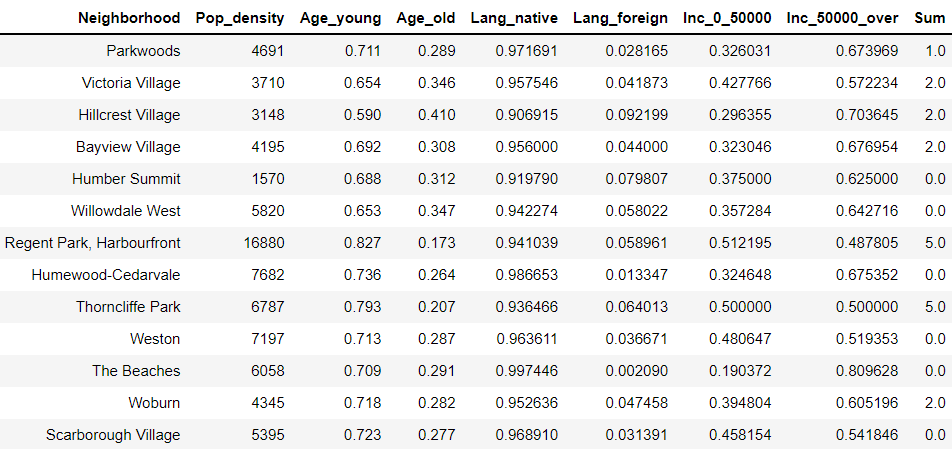 Neighborhood Pop_density Age_young Age_old Lang_native Lang_foreign Inc_0_50000 Inc_50000_over Sum
Parkwoods 4691 0.711 0.289 0.971691 0.028165 0.326031 0.673969 1.0
Victoria Village 3710 0.654 0.346 0.957546 0.041873 0.427766 0.572234 2.0
Hillcrest Village 3148 0.590 0.410 0.906915 0.092199 0.296355 0.703645 2.0
Bayview Village 4195 0.692 0.308 0.956000 0.044000 0.323046 0.676954 2.0
Humber Summit 1570 0.688 0.312 0.919790 0.079807 0.375000 0.625000 0.0
Willowdale West 5820 0.653 0.347 0.942274 0.058022 0.357284 0.642716 0.0
Regent Park, Harbourfront 16880 0.827 0.173 0.941039 0.058961 0.512195 0.487805 5.0
Humewood-Cedarvale 7682 0.736 0.264 0.986653 0.013347 0.324648 0.675352 0.0
Thorncliffe Park 6787 0.793 0.207 0.936466 0.064013 0.500000 0.500000 5.0
Weston 7197 0.713 0.287 0.963611 0.036671 0.480647 0.519353 0.0
The Beaches 6058 0.709 0.291 0.997446 0.002090 0.190372 0.809628 0.0
Woburn 4345 0.718 0.282 0.952636 0.047458 0.394804 0.605196 2.0
Scarborough Village 5395 0.723 0.277 0.968910 0.031391 0.458154 0.541846 0.0